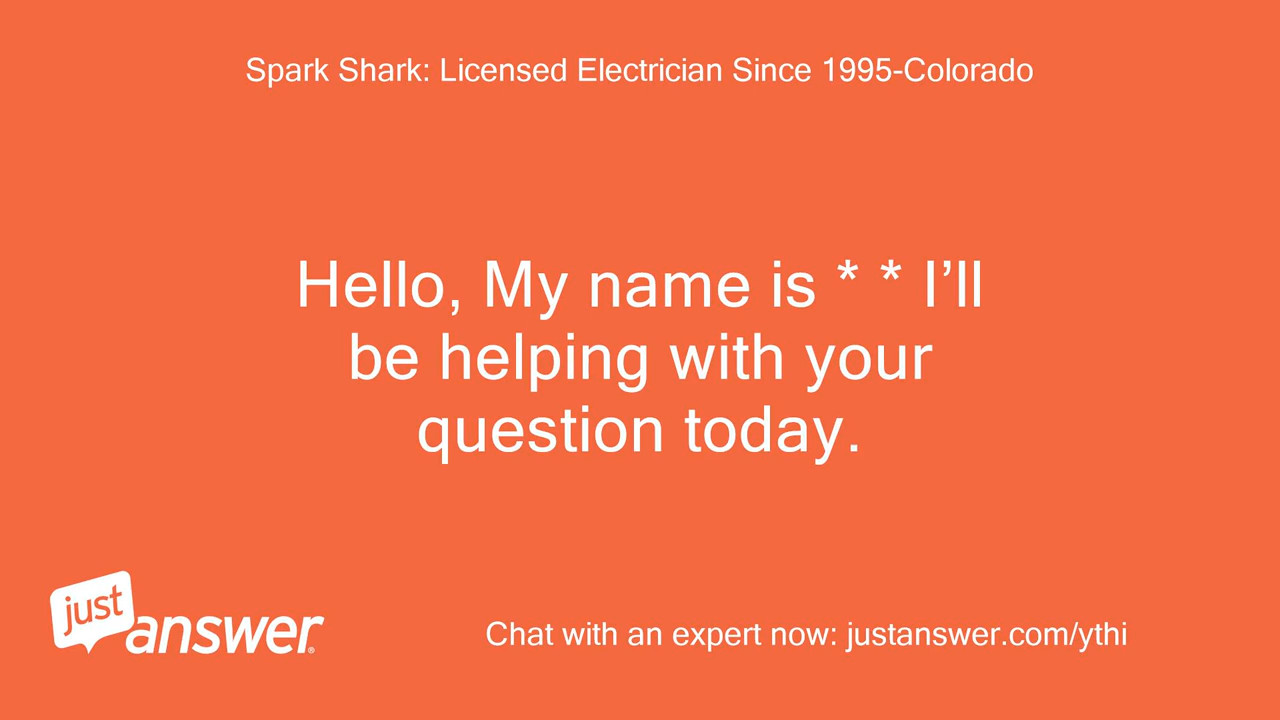 Spark Shark: Licensed Electrician Since 1995-Colorado
Hello, My name is * * I’ll
be helping with your
question today.
just
answer®
Chat with an expert now: justanswer.com/ythi